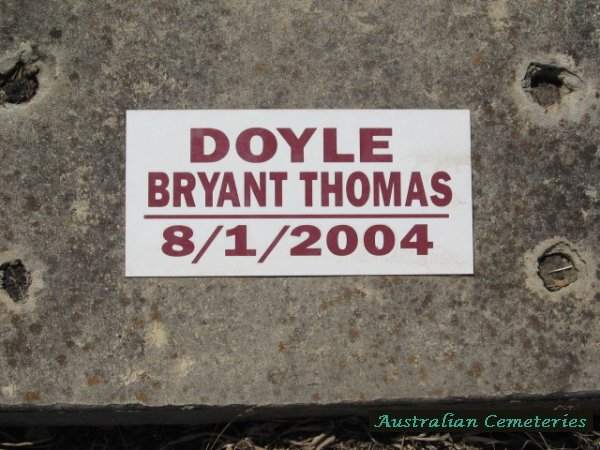 DOYLE
BRYANT THOMAS
8/1/2004
Australian Cemeteries